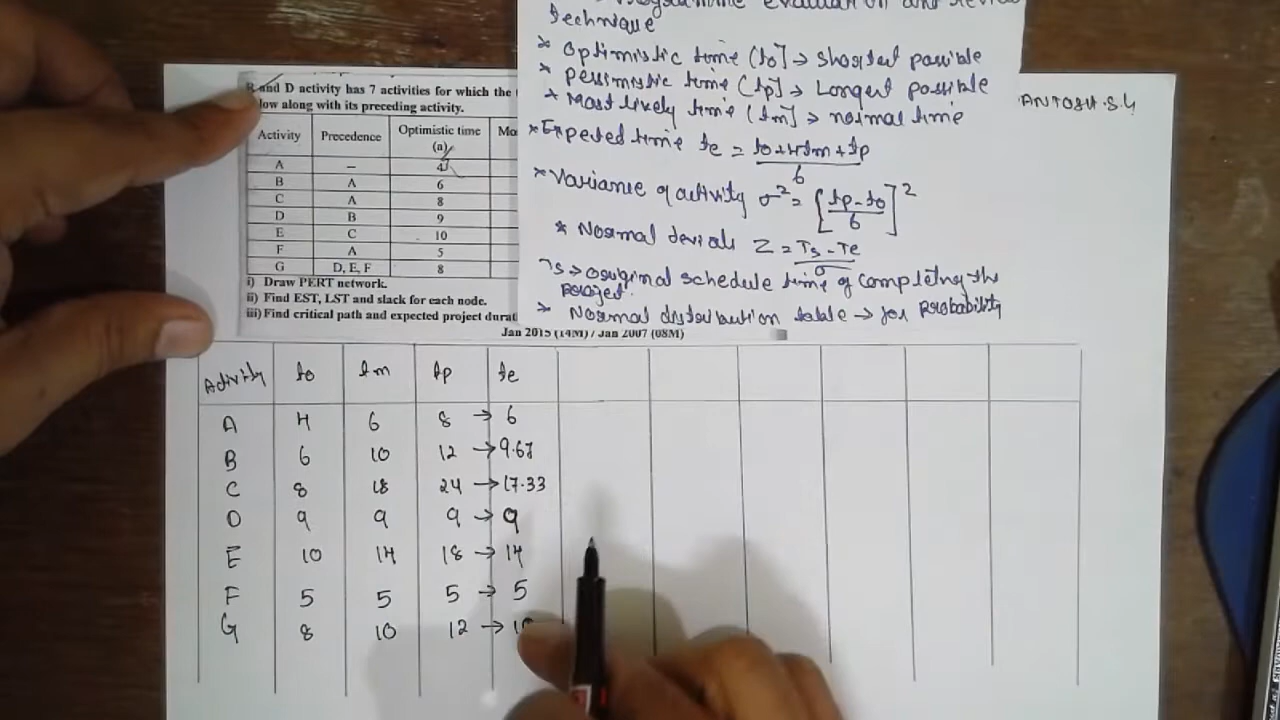 technique
* Optimistic time (to] → shortest possible
* Pessimistic time (tp] → Longest possible
* Most likely time (tm] → normal time
* Expected time te = to+4tm+tp
6
* Variance of activity σ² = [tp-to
6]²
* Normal deviate Z = Ts - Te
σ
Ts → original schedule time of completing the
project.
* Normal distribution table → for Probability
ANTOSH.S.Y
R and D activity has 7 activities for which the
low along with its preceding activity.
Activity Precedence Optimistic time (a) Mo
A – 4
B A 6
C A 8
D B 9
E C 10
F A 5
G D, E, F 8
i) Draw PERT network.
ii) Find EST, LST and slack for each node.
iii) Find critical path and expected project durat
Jan 2015 (14M) / Jan 2007 (08M)
Activity to tm tp te
A 4 6 8 → 6
B 6 10 12 → 9.67
C 8 18 24 → 17.33
D 9 9 9 → 9
E 10 14 18 → 14
F 5 5 5 → 5
G 8 10 12 → 10